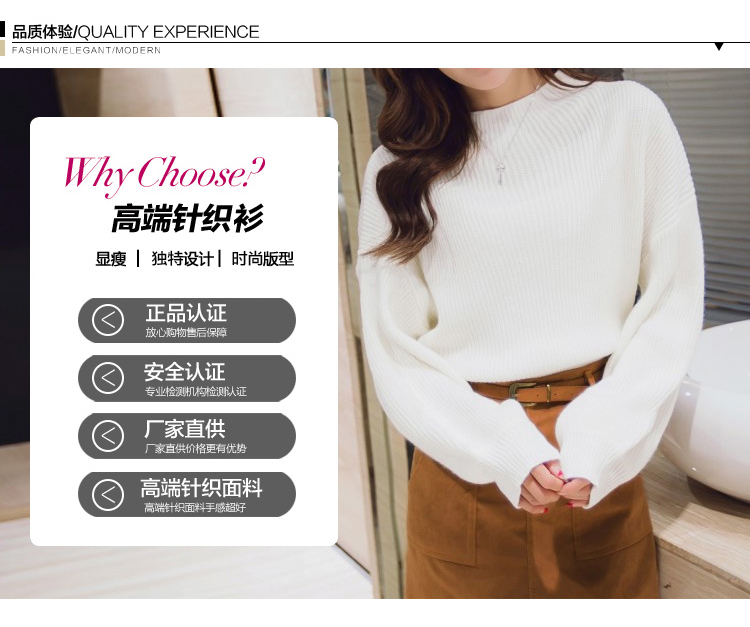 品质体验/QUALITY EXPERIENCE
FASHION/ELEGANT/MODERN
Why Choose?
高端针织衫
显瘦 | 独特设计 | 时尚版型
正品认证
放心购物售后保障
安全认证
专业检测机构检测认证
厂家直供
厂家直供价格更有优势
高端针织面料
高端针织面料手感超好